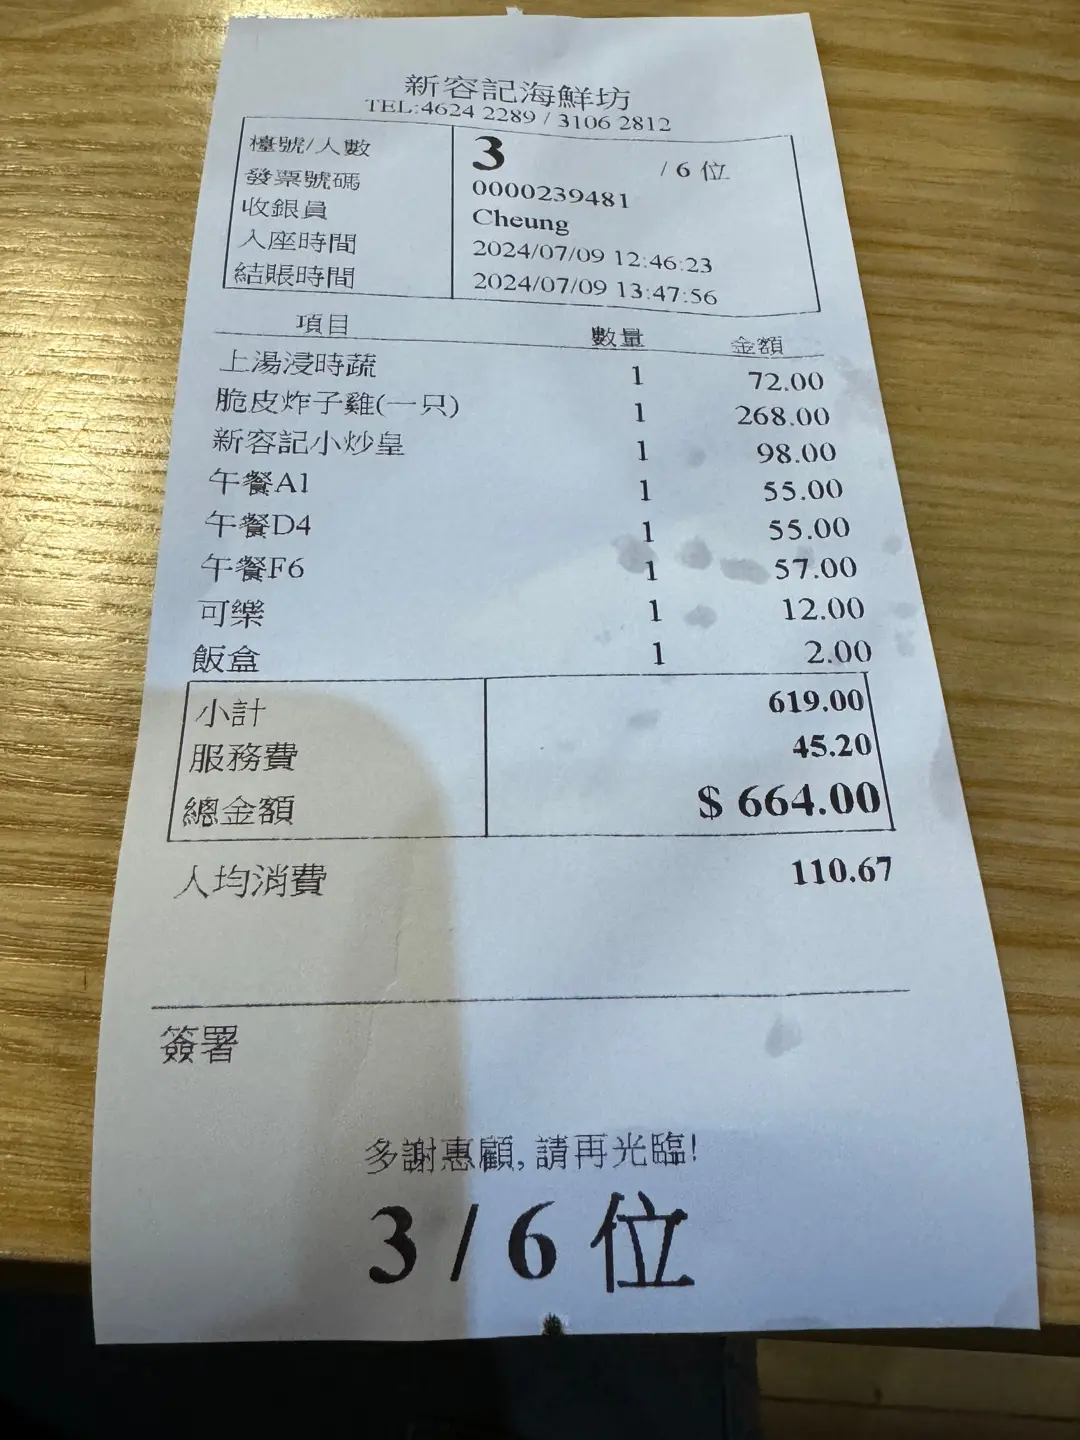 新容記海鮮坊
TEL:4624 2289 / 3106 2812
檯號/人數 3 / 6 位
發票號碼 0000239481
收銀員 Cheung
入座時間 2024/07/09 12:46:23
結賬時間 2024/07/09 13:47:56
項目 數量 金額
上湯浸時蔬 1 72.00
脆皮炸子雞(一只) 1 268.00
新容記小炒皇 1 98.00
午餐A1 1 55.00
午餐D4 1 55.00
午餐F6 1 57.00
可樂 1 12.00
飯盒 1 2.00
小計 619.00
服務費 45.20
總金額 $ 664.00
人均消費 110.67
簽署
多謝惠顧, 請再光臨!
3 / 6 位